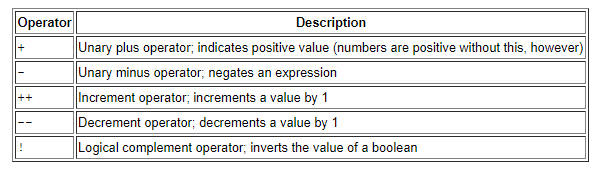 Operator Description
+ Unary plus operator; indicates positive value (numbers are positive without this, however)
− Unary minus operator; negates an expression
++ Increment operator; increments a value by 1
−− Decrement operator; decrements a value by 1
! Logical complement operator; inverts the value of a boolean